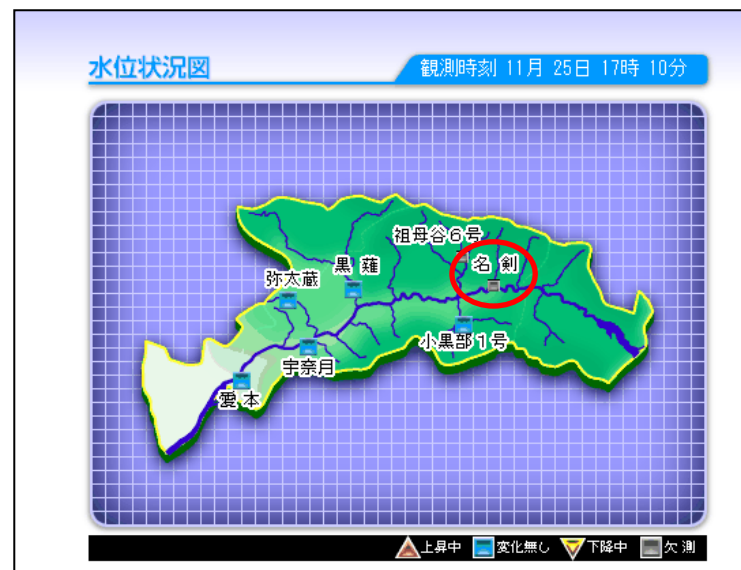 水位状況図
観測時刻 11月 25日 17時 10分
祖母谷6号
名剣
黒薙
弥太蔵
小黒部1号
宇奈月
愛本
上昇中 変化無し 下降中 欠測